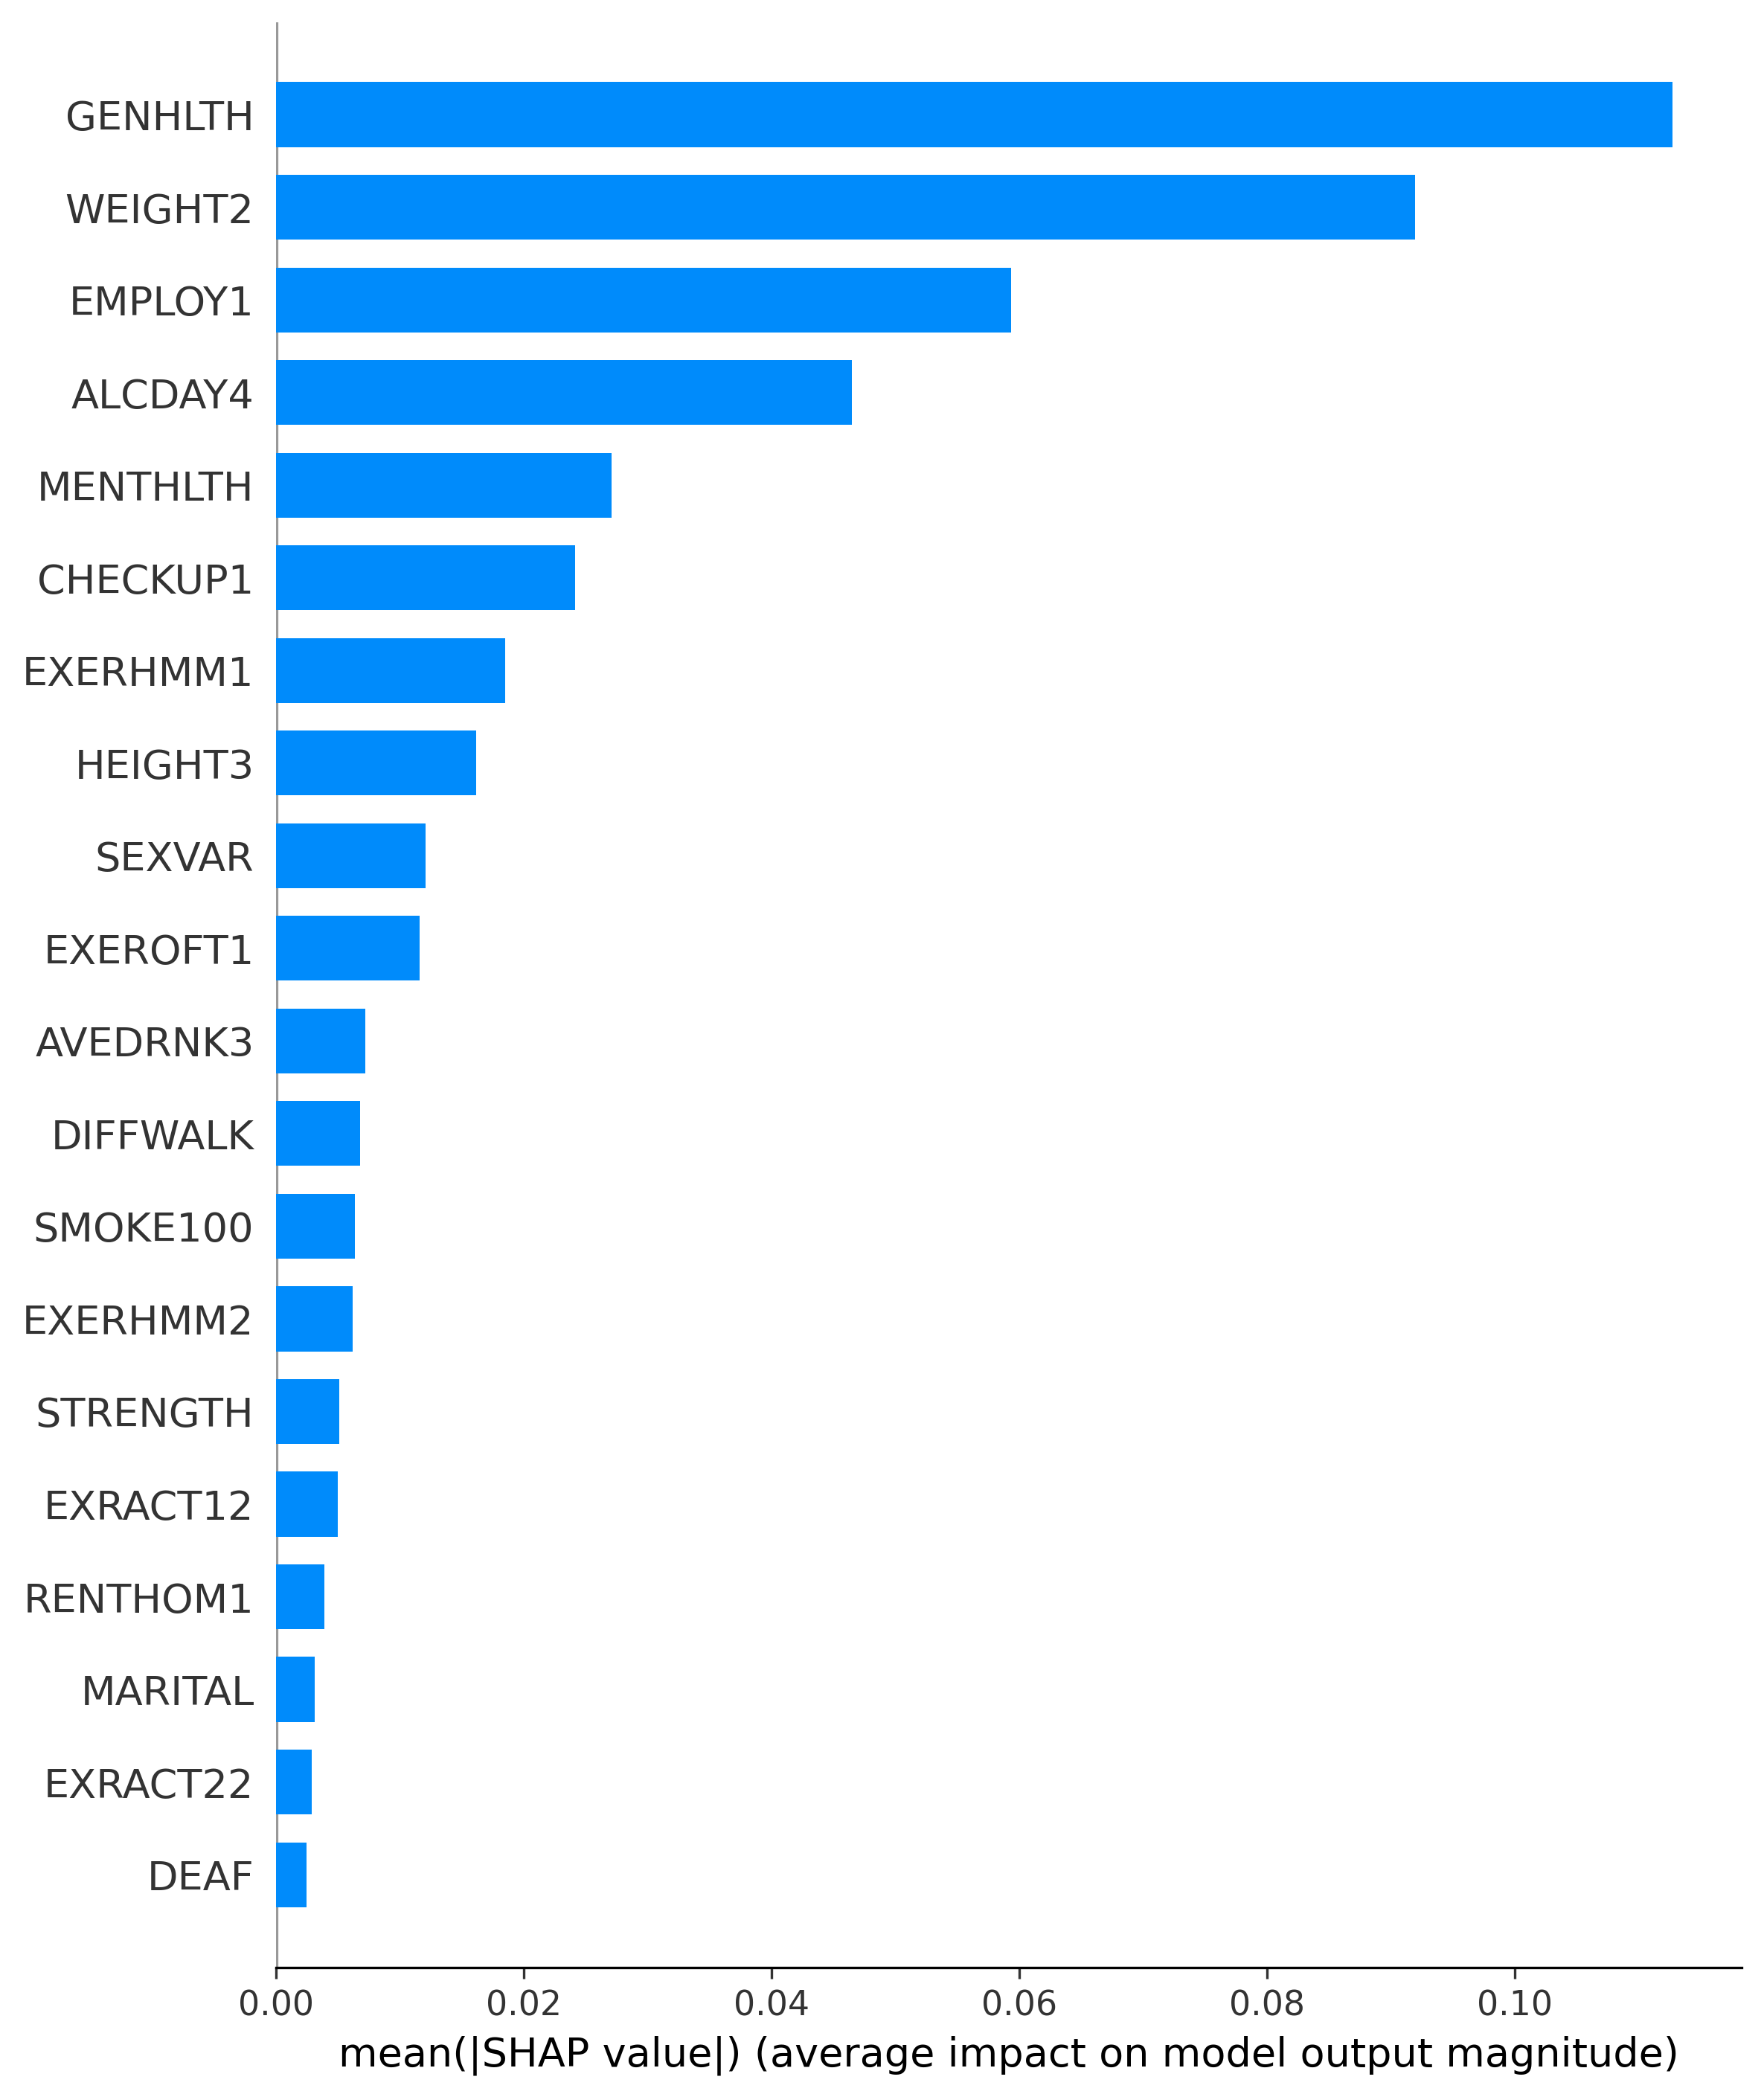 GENHLTH
WEIGHT2
EMPLOY1
ALCDAY4
MENTHLTH
CHECKUP1
EXERHMM1
HEIGHT3
SEXVAR
EXEROFT1
AVEDRNK3
DIFFWALK
SMOKE100
EXERHMM2
STRENGTH
EXRACT12
RENTHOM1
MARITAL
EXRACT22
DEAF
0.00 0.02 0.04 0.06 0.08 0.10
mean(|SHAP value|) (average impact on model output magnitude)